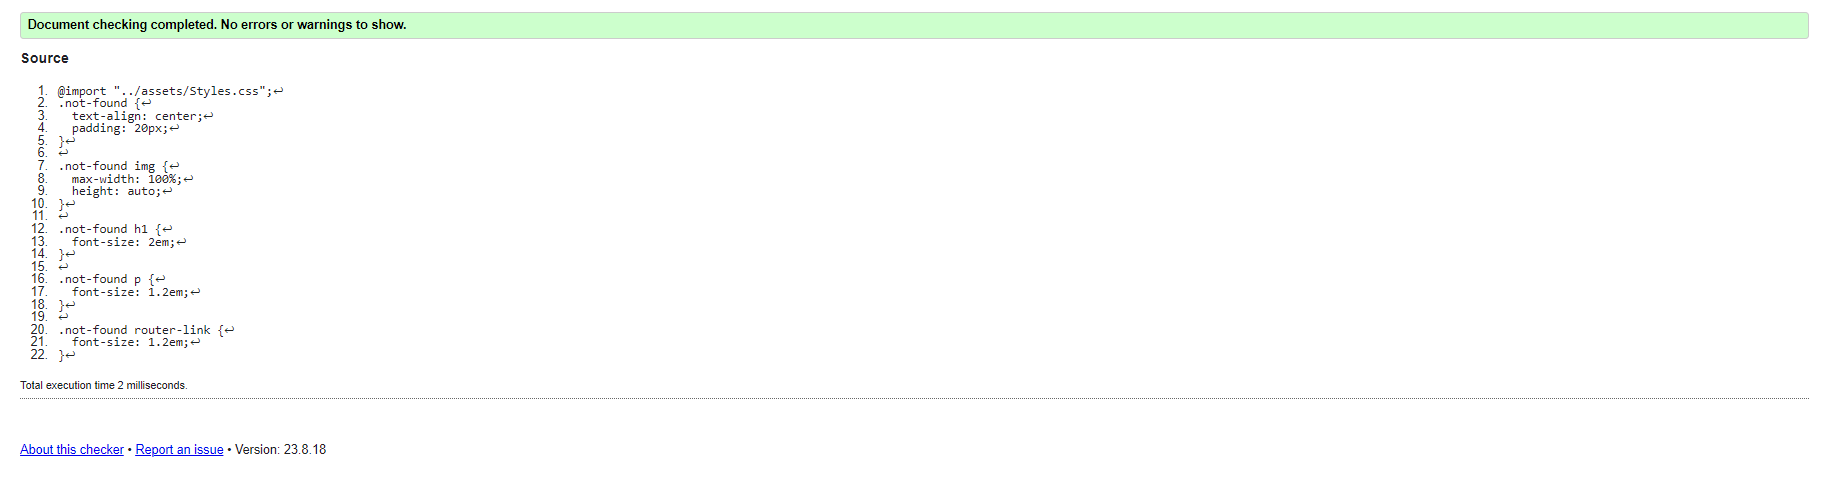 Document checking completed. No errors or warnings to show.
Source
1. @import "../assets/Styles.css";↩
2. .not-found {↩
3.   text-align: center;↩
4.   padding: 20px;↩
5. }↩
6. ↩
7. .not-found img {↩
8.   max-width: 100%;↩
9.   height: auto;↩
10. }↩
11. ↩
12. .not-found h1 {↩
13.   font-size: 2em;↩
14. }↩
15. ↩
16. .not-found p {↩
17.   font-size: 1.2em;↩
18. }↩
19. ↩
20. .not-found router-link {↩
21.   font-size: 1.2em;↩
22. }↩
Total execution time 2 milliseconds.
About this checker • Report an issue • Version: 23.8.18